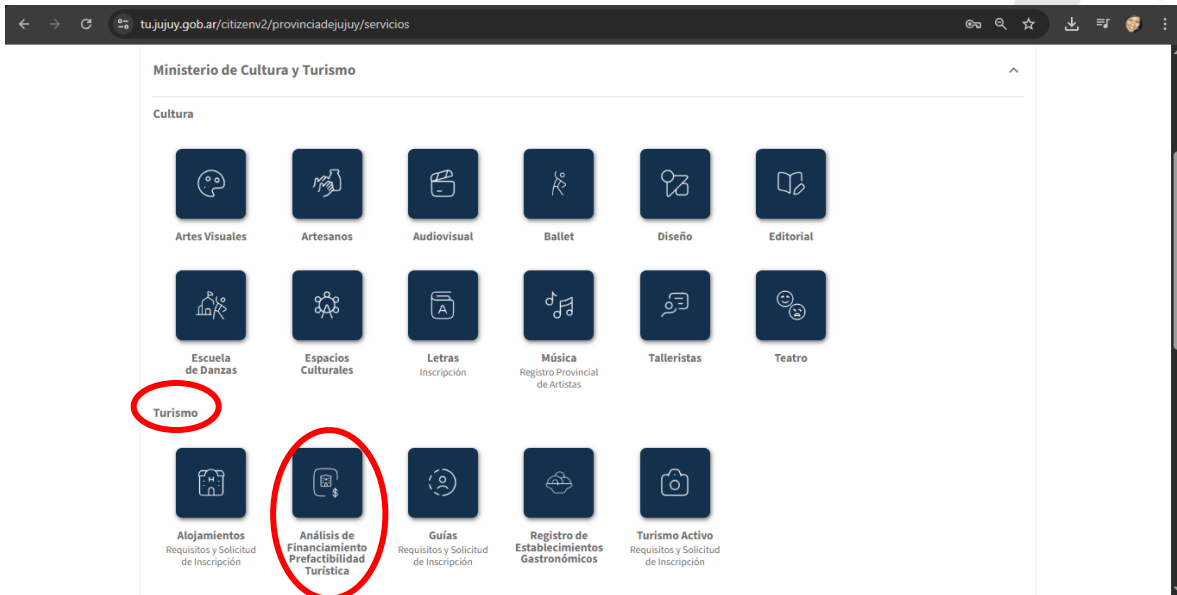 tu.jujuy.gob.ar/citizenv2/provinciadejujuy/servicios
Ministerio de Cultura y Turismo
Cultura
Artes Visuales
Artesanos
Audiovisual
Ballet
Diseño
Editorial
A
Escuela
de Danzas
Espacios
Culturales
Letras
Inscripción
Música
Registro Provincial
de Artistas
Talleristas
Teatro
Turismo
H
$
Alojamientos
Requisitos y Solicitud
de Inscripción
Análisis de
Financiamiento
Prefactibilidad
Turística
Guías
Requisitos y Solicitud
de Inscripción
Registro de
Establecimientos
Gastronómicos
Turismo Activo
Requisitos y Solicitud
de Inscripción